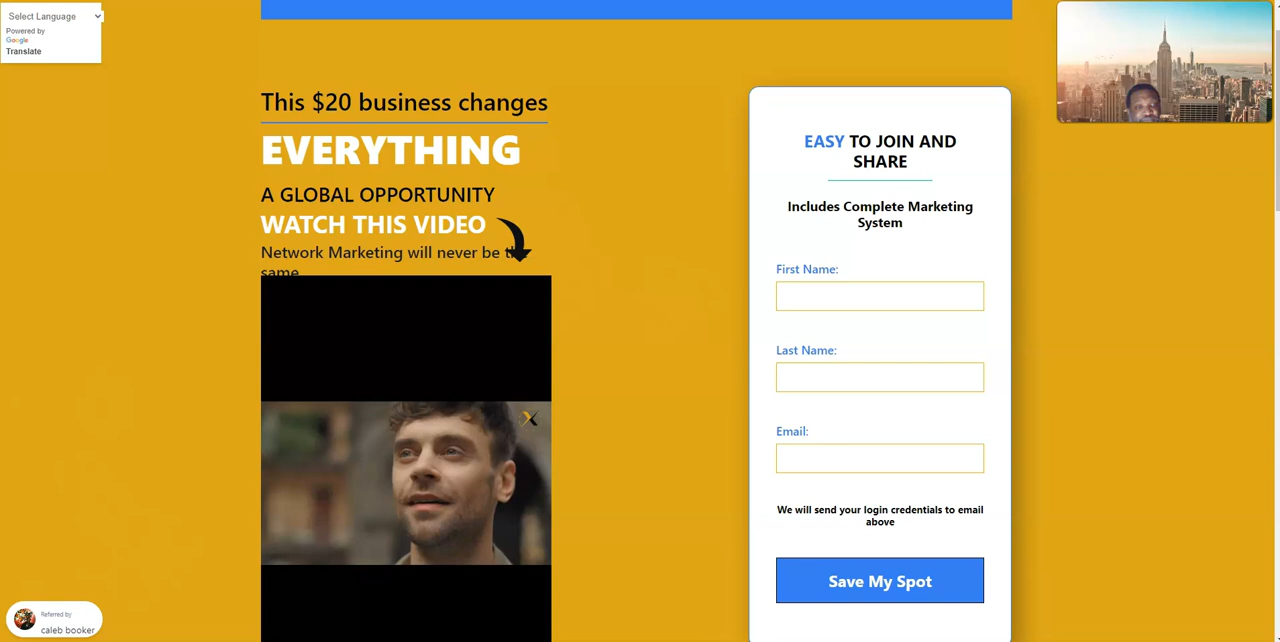 Select Language
Powered by
Google
Translate
This $20 business changes
EVERYTHING
A GLOBAL OPPORTUNITY
WATCH THIS VIDEO
Network Marketing will never be the
same
EASY TO JOIN AND
SHARE
Includes Complete Marketing
System
First Name:
Last Name:
Email:
We will send your login credentials to email
above
Save My Spot
Referred by
caleb booker